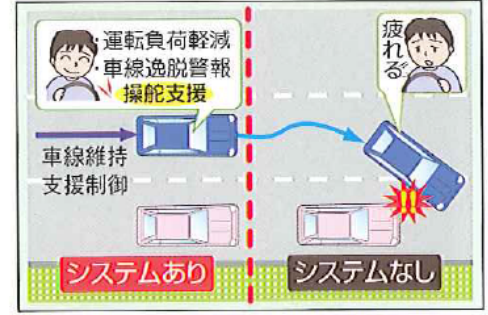 ・運転負荷軽減
・車線逸脱警報
操舵支援
疲れる
車線維持
支援制御
システムあり
システムなし